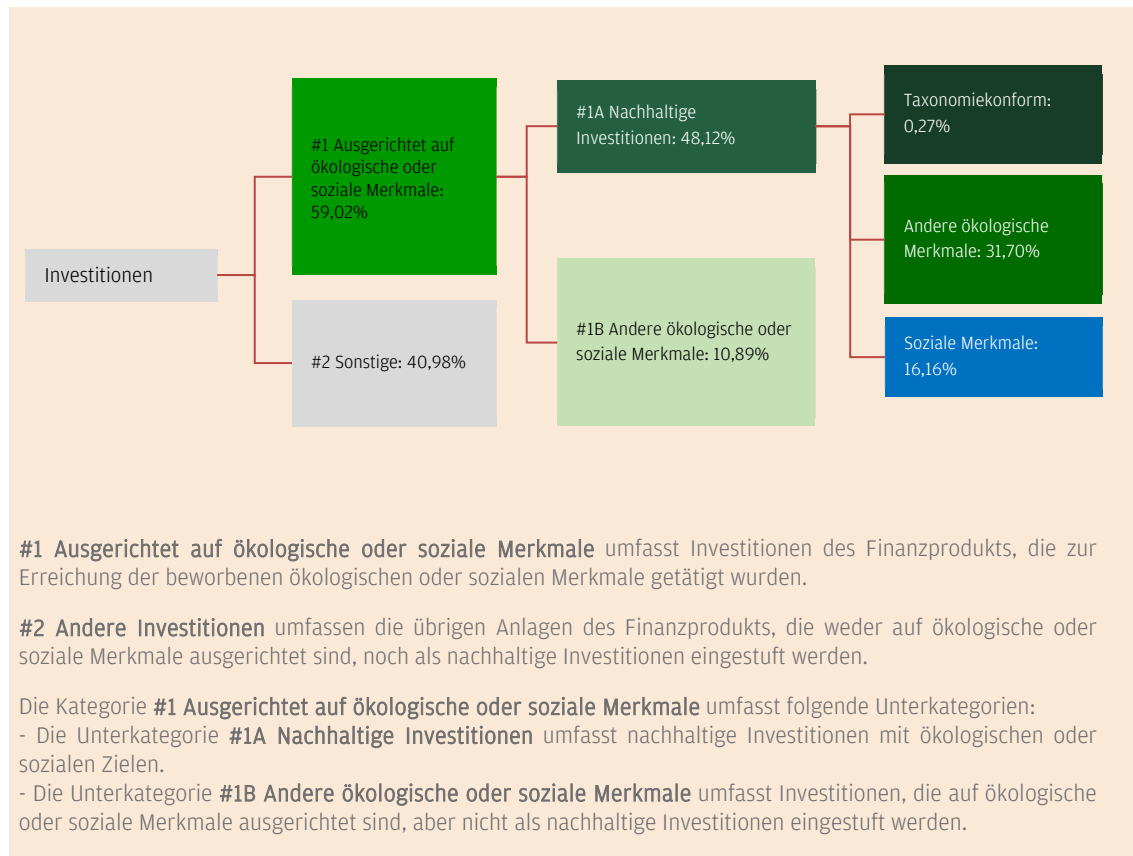 Investitionen
#1 Ausgerichtet auf
ökologische oder
soziale Merkmale:
59,02%
#2 Sonstige: 40,98%
#1A Nachhaltige
Investitionen: 48,12%
#1B Andere ökologische oder
soziale Merkmale: 10,89%
Taxonomiekonform:
0,27%
Andere ökologische
Merkmale: 31,70%
Soziale Merkmale:
16,16%
#1 Ausgerichtet auf ökologische oder soziale Merkmale umfasst Investitionen des Finanzprodukts, die zur
Erreichung der beworbenen ökologischen oder sozialen Merkmale getätigt wurden.
#2 Andere Investitionen umfassen die übrigen Anlagen des Finanzprodukts, die weder auf ökologische oder
soziale Merkmale ausgerichtet sind, noch als nachhaltige Investitionen eingestuft werden.
Die Kategorie #1 Ausgerichtet auf ökologische oder soziale Merkmale umfasst folgende Unterkategorien:
- Die Unterkategorie #1A Nachhaltige Investitionen umfasst nachhaltige Investitionen mit ökologischen oder
sozialen Zielen.
- Die Unterkategorie #1B Andere ökologische oder soziale Merkmale umfasst Investitionen, die auf ökologische
oder soziale Merkmale ausgerichtet sind, aber nicht als nachhaltige Investitionen eingestuft werden.